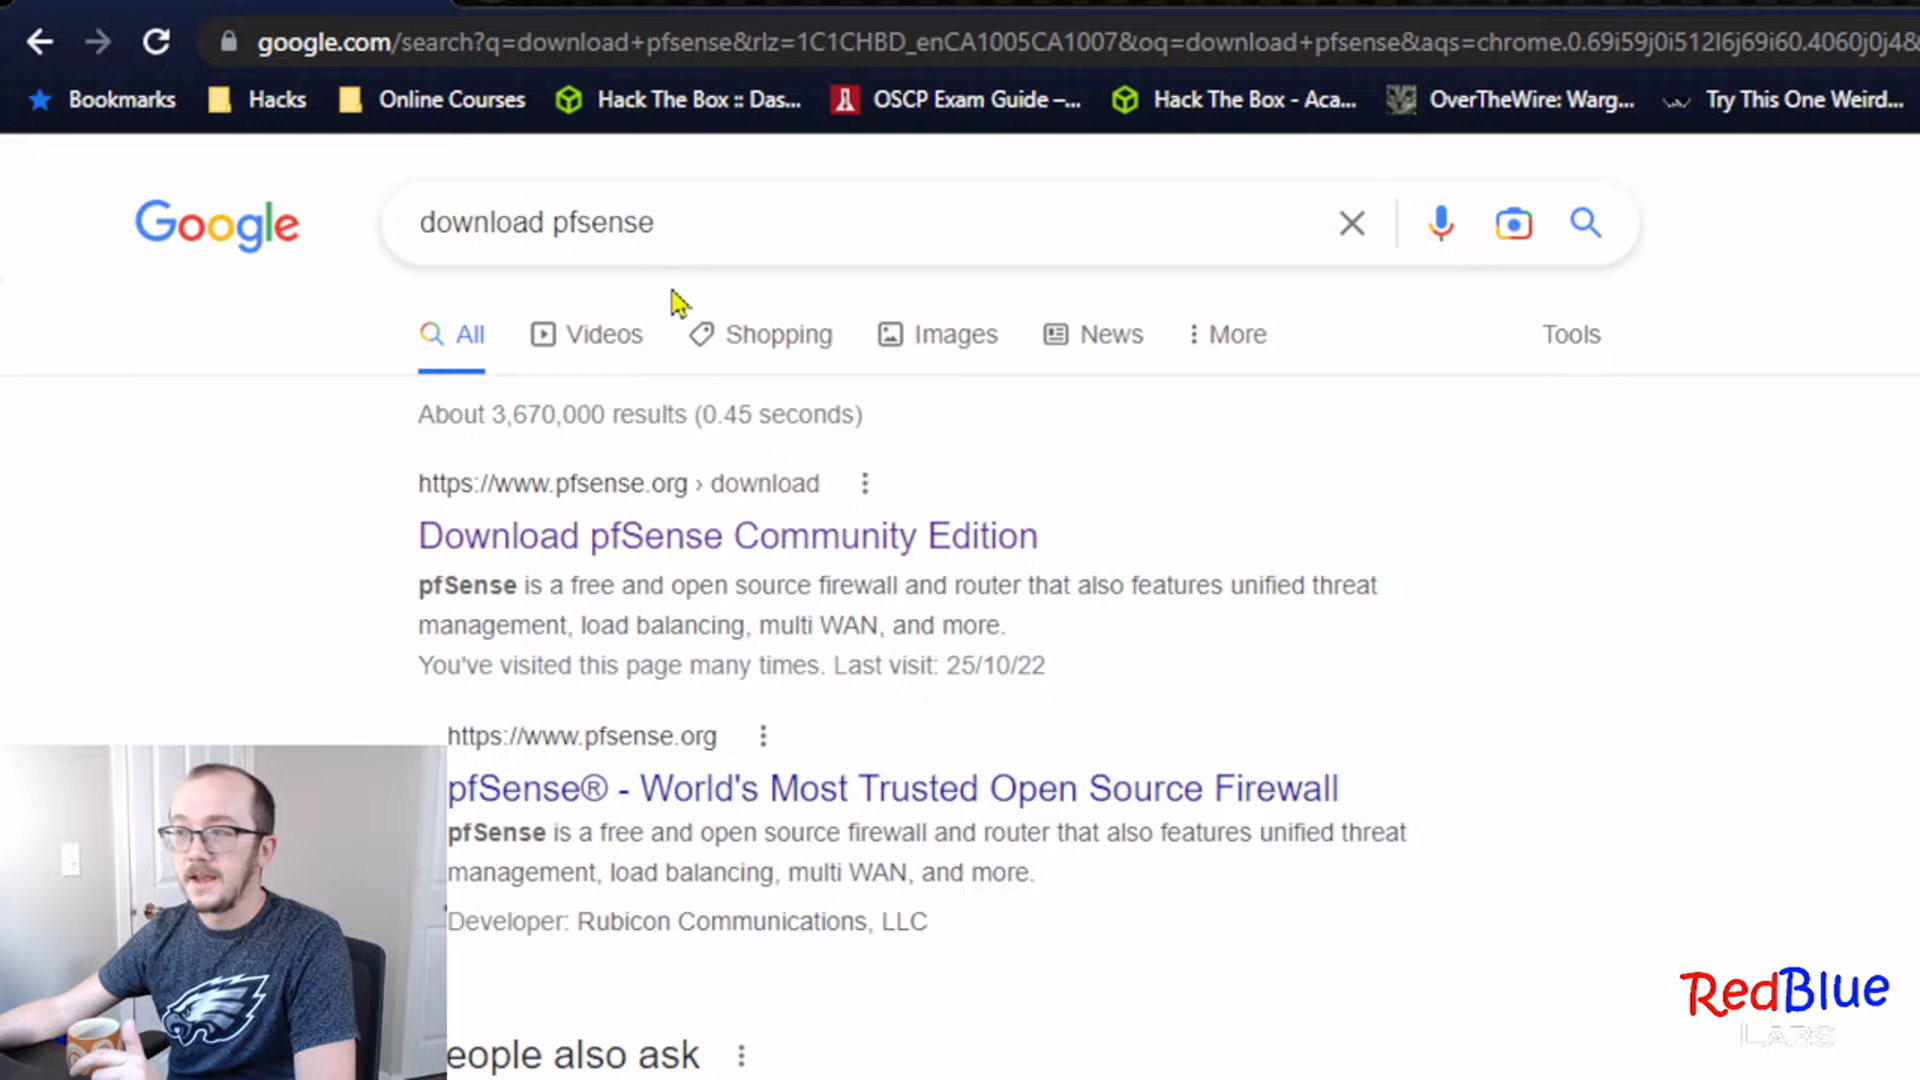 google.com/search?q=download+pfsense&rlz=1C1CHBD_enCA1005CA1007&oq=download+pfsense&aqs=chrome.0.69i59j0i512l6j69i60.4060j0j4&
Bookmarks Hacks Online Courses Hack The Box :: Das... OSCP Exam Guide –... Hack The Box - Aca... OverTheWire: Warg... Try This One Weird...
Google download pfsense
All Videos Shopping Images News More Tools
About 3,670,000 results (0.45 seconds)
https://www.pfsense.org › download
Download pfSense Community Edition
pfSense is a free and open source firewall and router that also features unified threat
management, load balancing, multi WAN, and more.
You've visited this page many times. Last visit: 25/10/22
https://www.pfsense.org
pfSense® - World's Most Trusted Open Source Firewall
pfSense is a free and open source firewall and router that also features unified threat
management, load balancing, multi WAN, and more.
Developer: Rubicon Communications, LLC
eople also ask
RedBlue
LABS